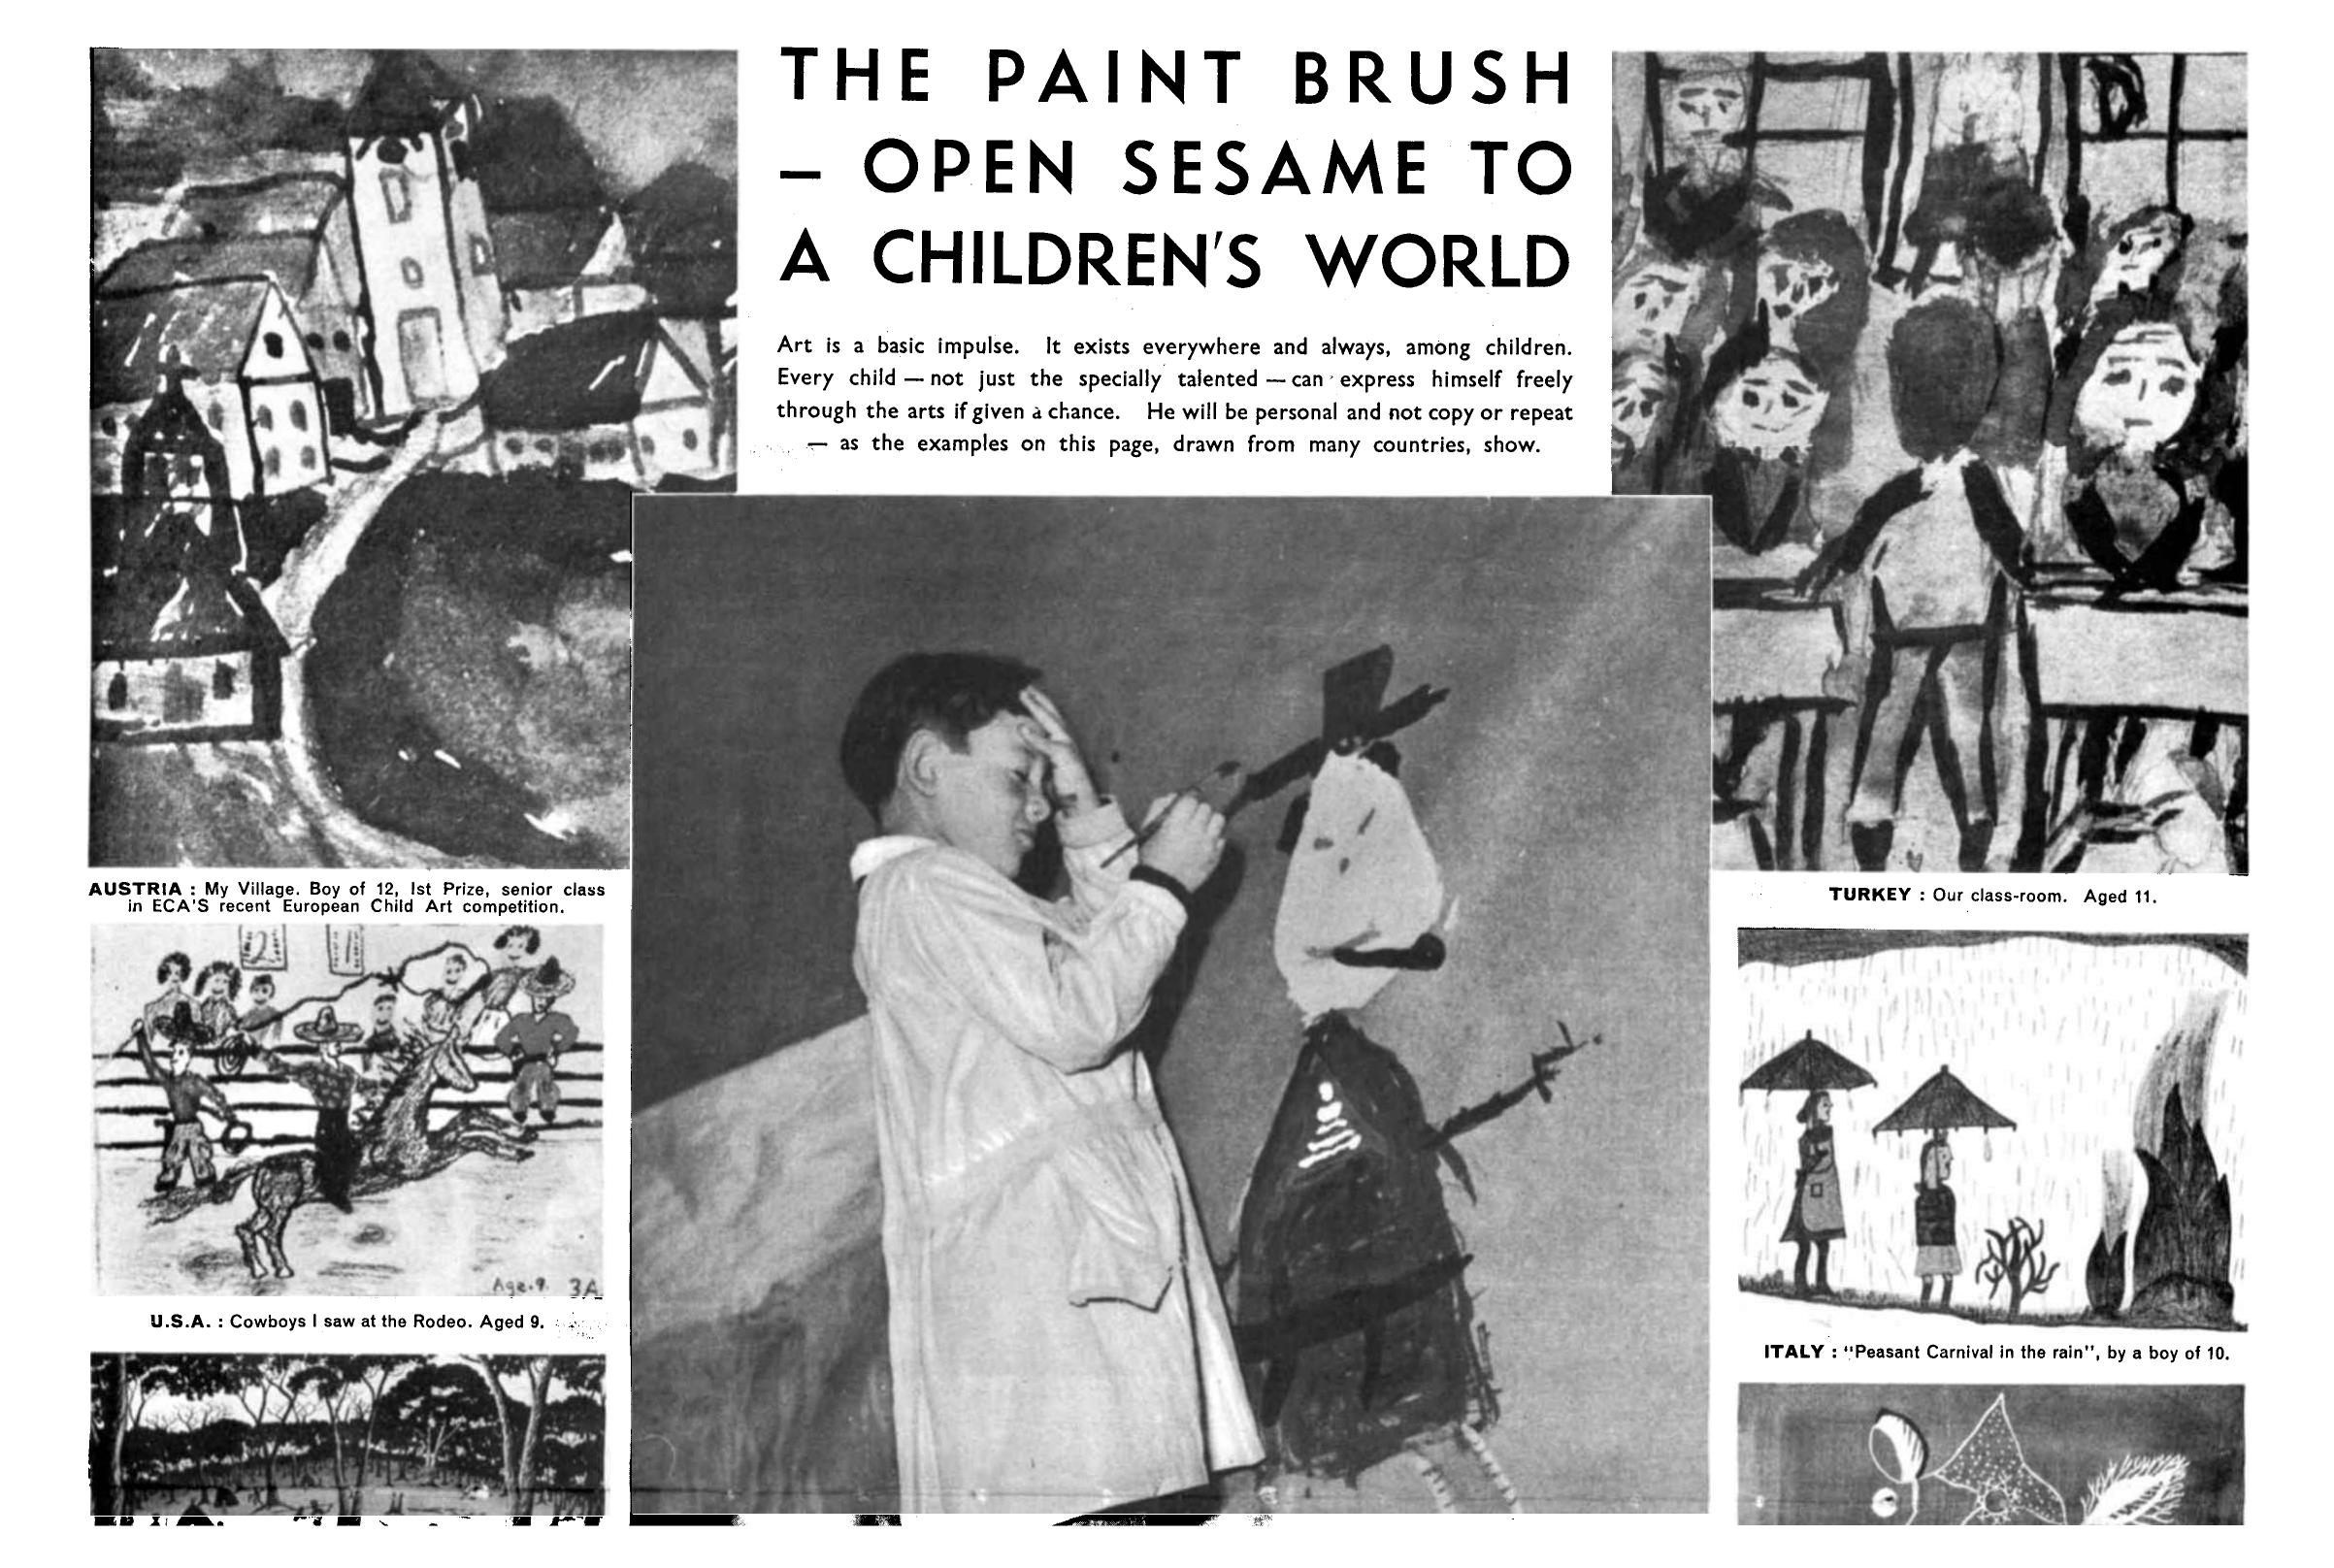 THE PAINT BRUSH
– OPEN SESAME TO
A CHILDREN'S WORLD
Art is a basic impulse. It exists everywhere and always, among children.
Every child — not just the specially talented — can express himself freely
through the arts if given a chance. He will be personal and not copy or repeat
— as the examples on this page, drawn from many countries, show.
AUSTRIA : My Village. Boy of 12, Ist Prize, senior class
in ECA'S recent European Child Art competition.
2
1
Age.9. 3A
U.S.A. : Cowboys I saw at the Rodeo. Aged 9.
TURKEY : Our class-room. Aged 11.
ITALY : "Peasant Carnival in the rain", by a boy of 10.